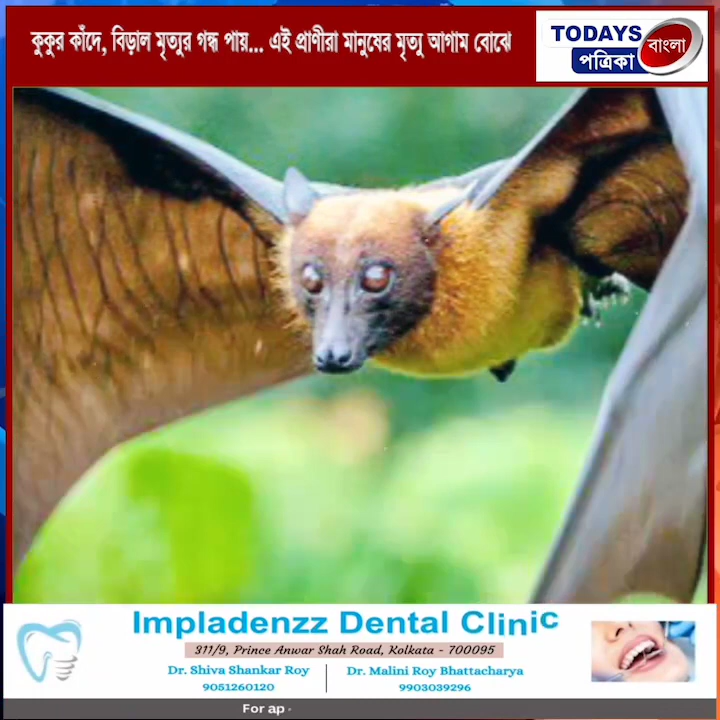 কুকুর কাঁদে, বিড়াল মৃত্যুর গন্ধ পায়... এই প্রাণীরা মানুষের মৃত্যু আগাম বোঝে
TODAYS
পত্রিকা
বাংলা
Impladenzz Dental Clinic
311/9, Prince Anwar Shah Road, Kolkata - 700095
Dr. Shiva Shankar Roy
9051260120
Dr. Malini Roy Bhattacharya
9903039296
For ap